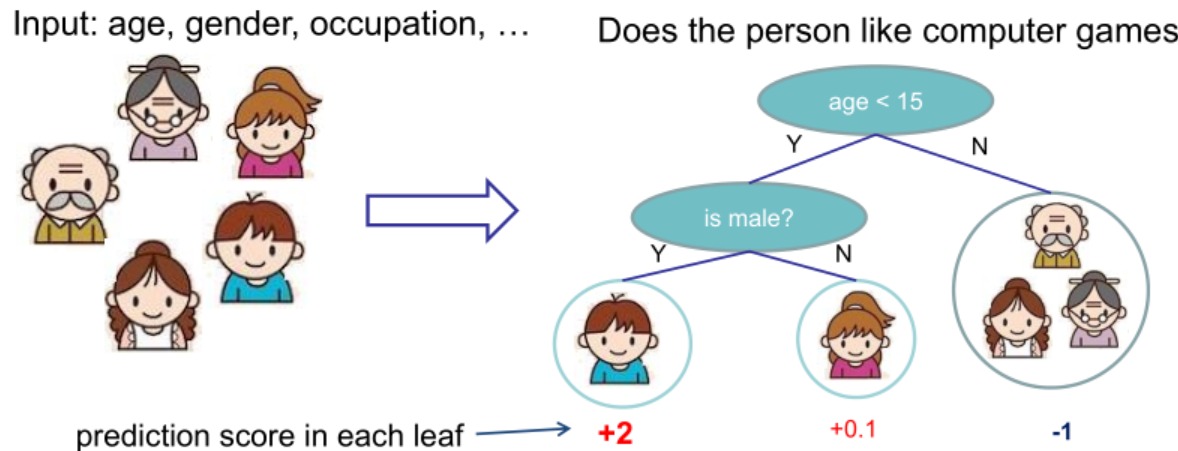 Input: age, gender, occupation, …
Does the person like computer games
age < 15
Y
N
is male?
Y
N
prediction score in each leaf
+2
+0.1
-1